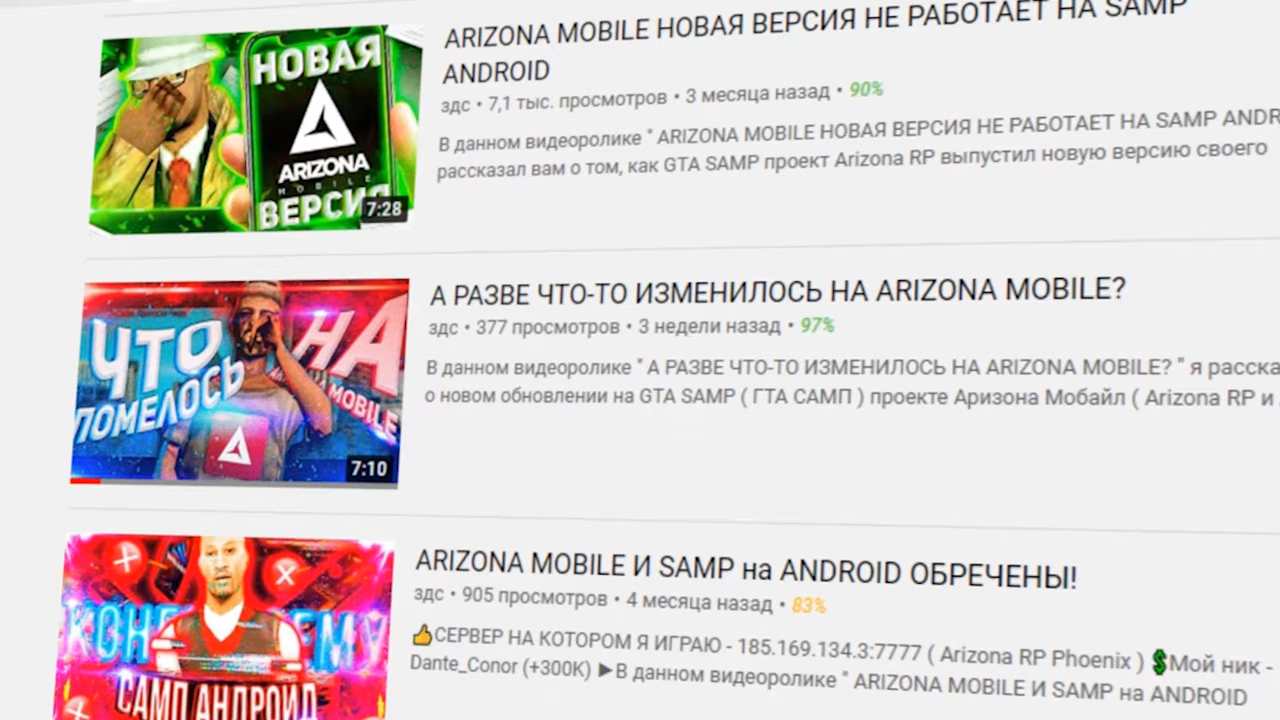 НОВАЯ
ARIZONA
MOBILE
ВЕРСИЯ
7:28
ARIZONA MOBILE НОВАЯ ВЕРСИЯ НЕ РАБОТАЕТ НА SAMP
ANDROID
здс • 7,1 тыс. просмотров • 3 месяца назад • 90%
В данном видеоролике " ARIZONA MOBILE НОВАЯ ВЕРСИЯ НЕ РАБОТАЕТ НА SAMP ANDR
рассказал вам о том, как GTA SAMP проект Arizona RP выпустил новую версию своего
ЧТО
ПОМЕЛОСЬ
НА
MOBILE
7:10
А РАЗВЕ ЧТО-ТО ИЗМЕНИЛОСЬ НА ARIZONA MOBILE?
здс • 377 просмотров • 3 недели назад • 97%
В данном видеоролике " А РАЗВЕ ЧТО-ТО ИЗМЕНИЛОСЬ НА ARIZONA MOBILE? " я расска
о новом обновлении на GTA SAMP ( ГТА САМП ) проекте Аризона Мобайл ( Arizona RP и
САМП АНДРОИД
ARIZONA MOBILE И SAMP на ANDROID ОБРЕЧЕНЫ!
здс • 905 просмотров • 4 месяца назад • 83%
👍СЕРВЕР НА КОТОРОМ Я ИГРАЮ - 185.169.134.3:7777 ( Arizona RP Phoenix ) 💲Мой ник -
Dante_Conor (+300K) ►В данном видеоролике " ARIZONA MOBILE И SAMP на ANDROID